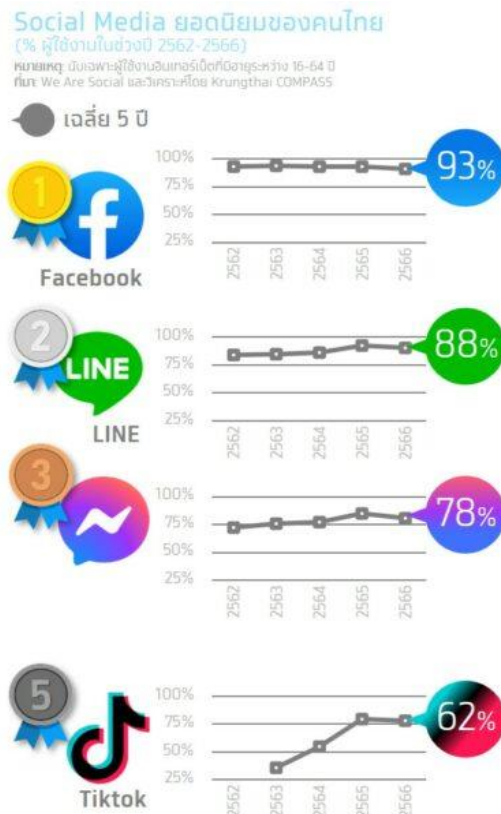 Social Media ยอดนิยมของคนไทย
(% ผู้ใช้งานในช่วงปี 2562-2566)
หมายเหตุ: นับเฉพาะผู้ใช้งานอินเทอร์เน็ตที่มีอายุระหว่าง 16-64 ปี
ที่มา: We Are Social และวิเคราะห์โดย Krungthai COMPASS
เฉลี่ย 5 ปี
1
Facebook
100%
75%
50%
25%
2562 2563 2564 2565 2566
93%
2
LINE
LINE
100%
75%
50%
25%
2562 2563 2564 2565 2566
88%
3
100%
75%
50%
25%
2562 2563 2564 2565 2566
78%
5
Tiktok
100%
75%
50%
25%
2562 2563 2564 2565 2566
62%